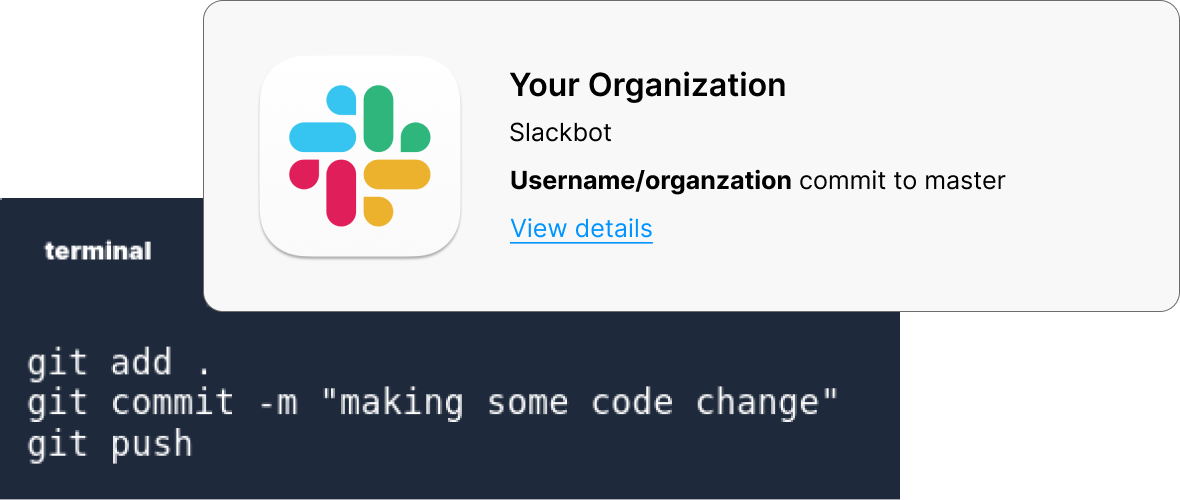 Your Organization
Slackbot
Username/organzation commit to master
View details
terminal
git add .
git commit -m "making some code change"
git push